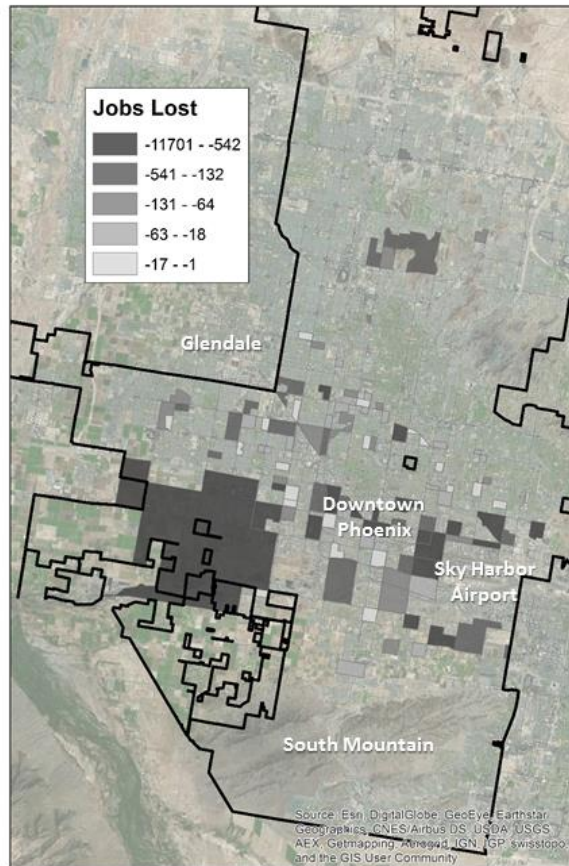 Jobs Lost
-11701 - -542
-541 - -132
-131 - -64
-63 - -18
-17 - -1
Glendale
Downtown
Phoenix
Sky Harbor
Airport
South Mountain
Source: Esri, DigitalGlobe, GeoEye, Earthstar
Geographics, CNES/Airbus DS, USDA, USGS,
AEX, Getmapping, Aerogrid, IGN, IGP, swisstopo,
and the GIS User Community